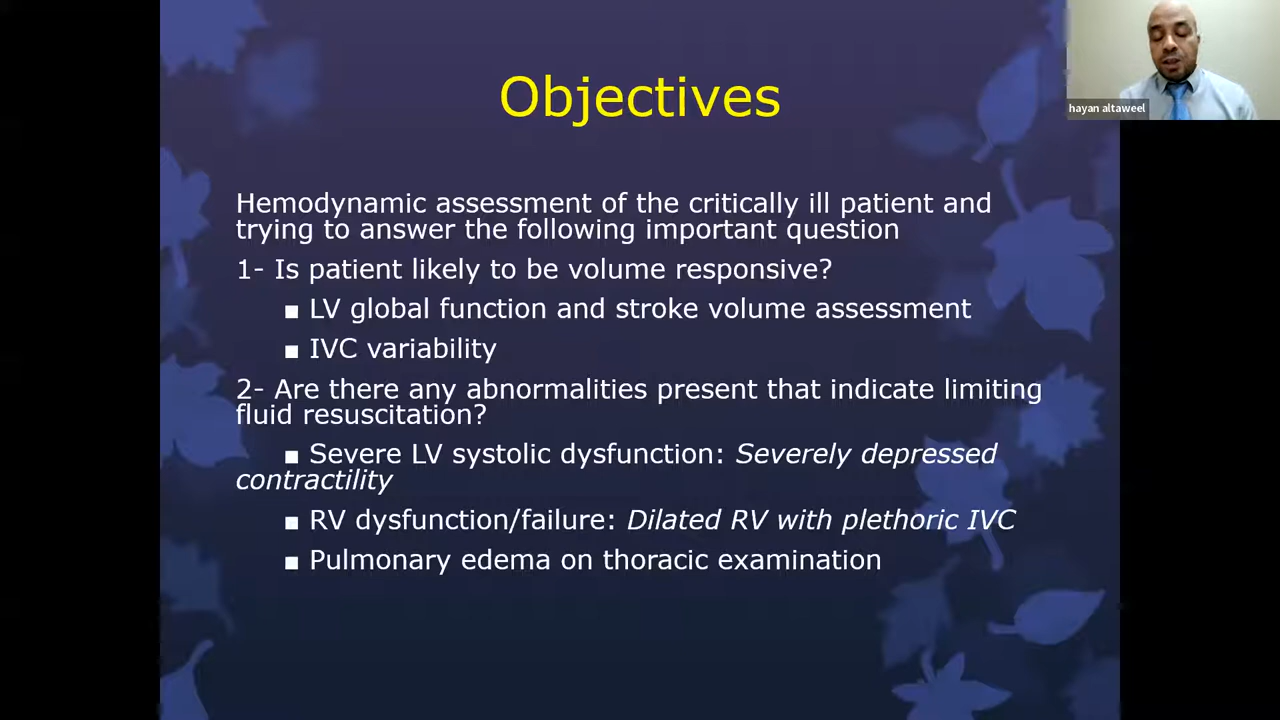 Objectives
hayan altaweel
Hemodynamic assessment of the critically ill patient and
trying to answer the following important question
1- Is patient likely to be volume responsive?
■ LV global function and stroke volume assessment
■ IVC variability
2- Are there any abnormalities present that indicate limiting
fluid resuscitation?
■ Severe LV systolic dysfunction: Severely depressed
contractility
■ RV dysfunction/failure: Dilated RV with plethoric IVC
■ Pulmonary edema on thoracic examination